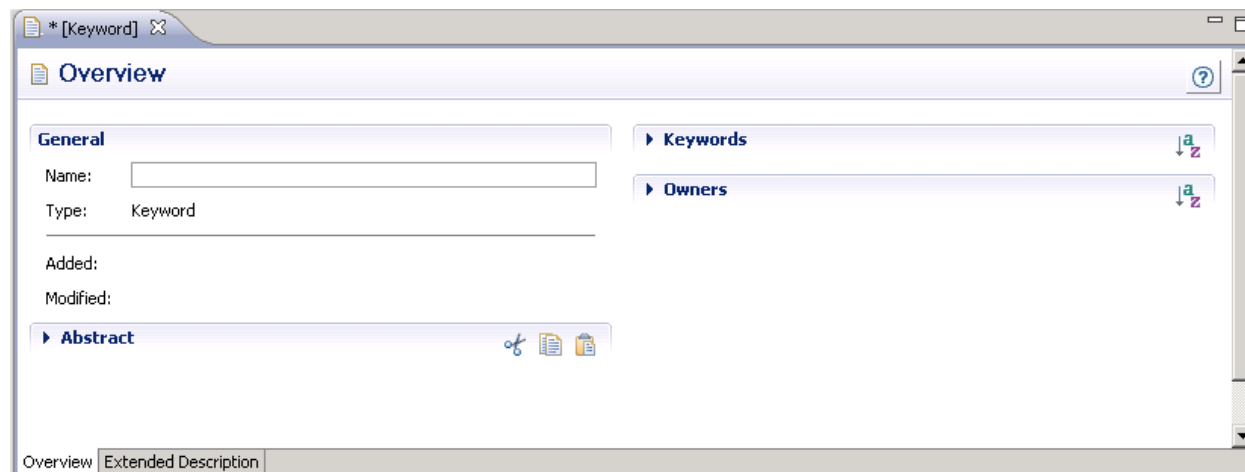 * [Keyword]
Overview
General
Name:
Type: Keyword
Added:
Modified:
Abstract
Keywords
a
z
Owners
a
z
Overview Extended Description